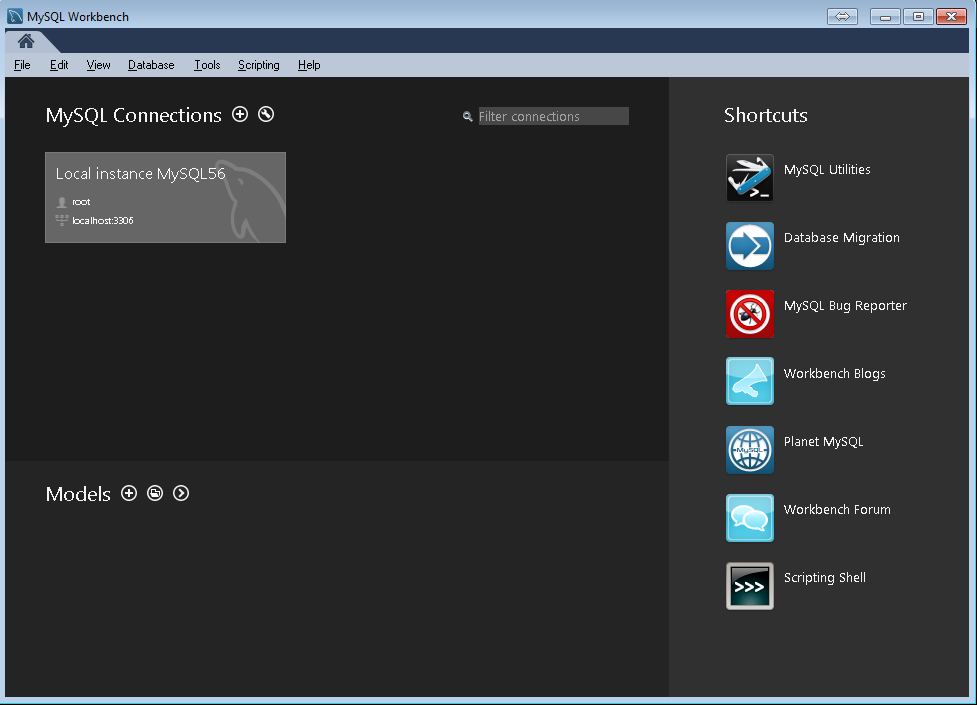 MySQL Workbench
File Edit View Database Tools Scripting Help
MySQL Connections
Filter connections
Local instance MySQL56
root
localhost:3306
Models
Shortcuts
MySQL Utilities
Database Migration
MySQL Bug Reporter
Workbench Blogs
MySQL
Planet MySQL
Workbench Forum
>>>
Scripting Shell